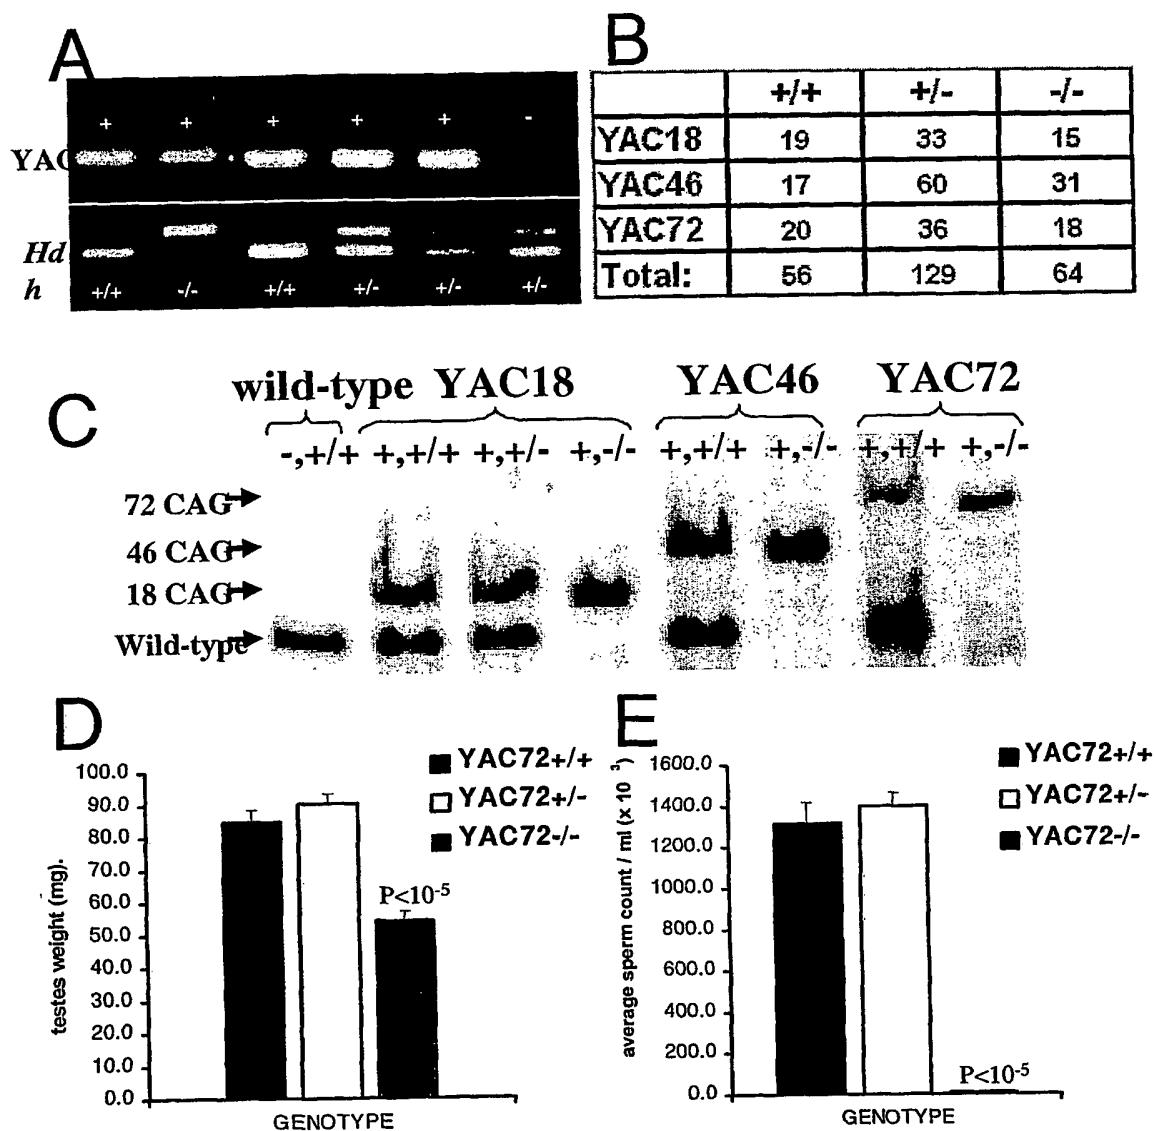 A
+ + + + + -
YAC
Hd
h
+/+ -/- +/+ +/- +/- +/-
B
+/+ +/- -/-
YAC18 19 33 15
YAC46 17 60 31
YAC72 20 36 18
Total: 56 129 64
C
wild-type YAC18 YAC46 YAC72
-,+/+ +,+/+ +,+/- +,-/- +,+/+ +,-/- +,+/+ +,-/-
72 CAG
46 CAG
18 CAG
Wild-type
D
YAC72+/+
YAC72+/-
YAC72-/-
100.0
90.0
80.0
70.0
60.0
50.0
40.0
30.0
20.0
10.0
0.0
testes weight (mg).
P<10-5
GENOTYPE
E
YAC72+/+
YAC72+/-
YAC72-/-
1600.0
1400.0
1200.0
1000.0
800.0
600.0
400.0
200.0
0.0
average sperm count / ml (x 10 3)
P<10-5
GENOTYPE